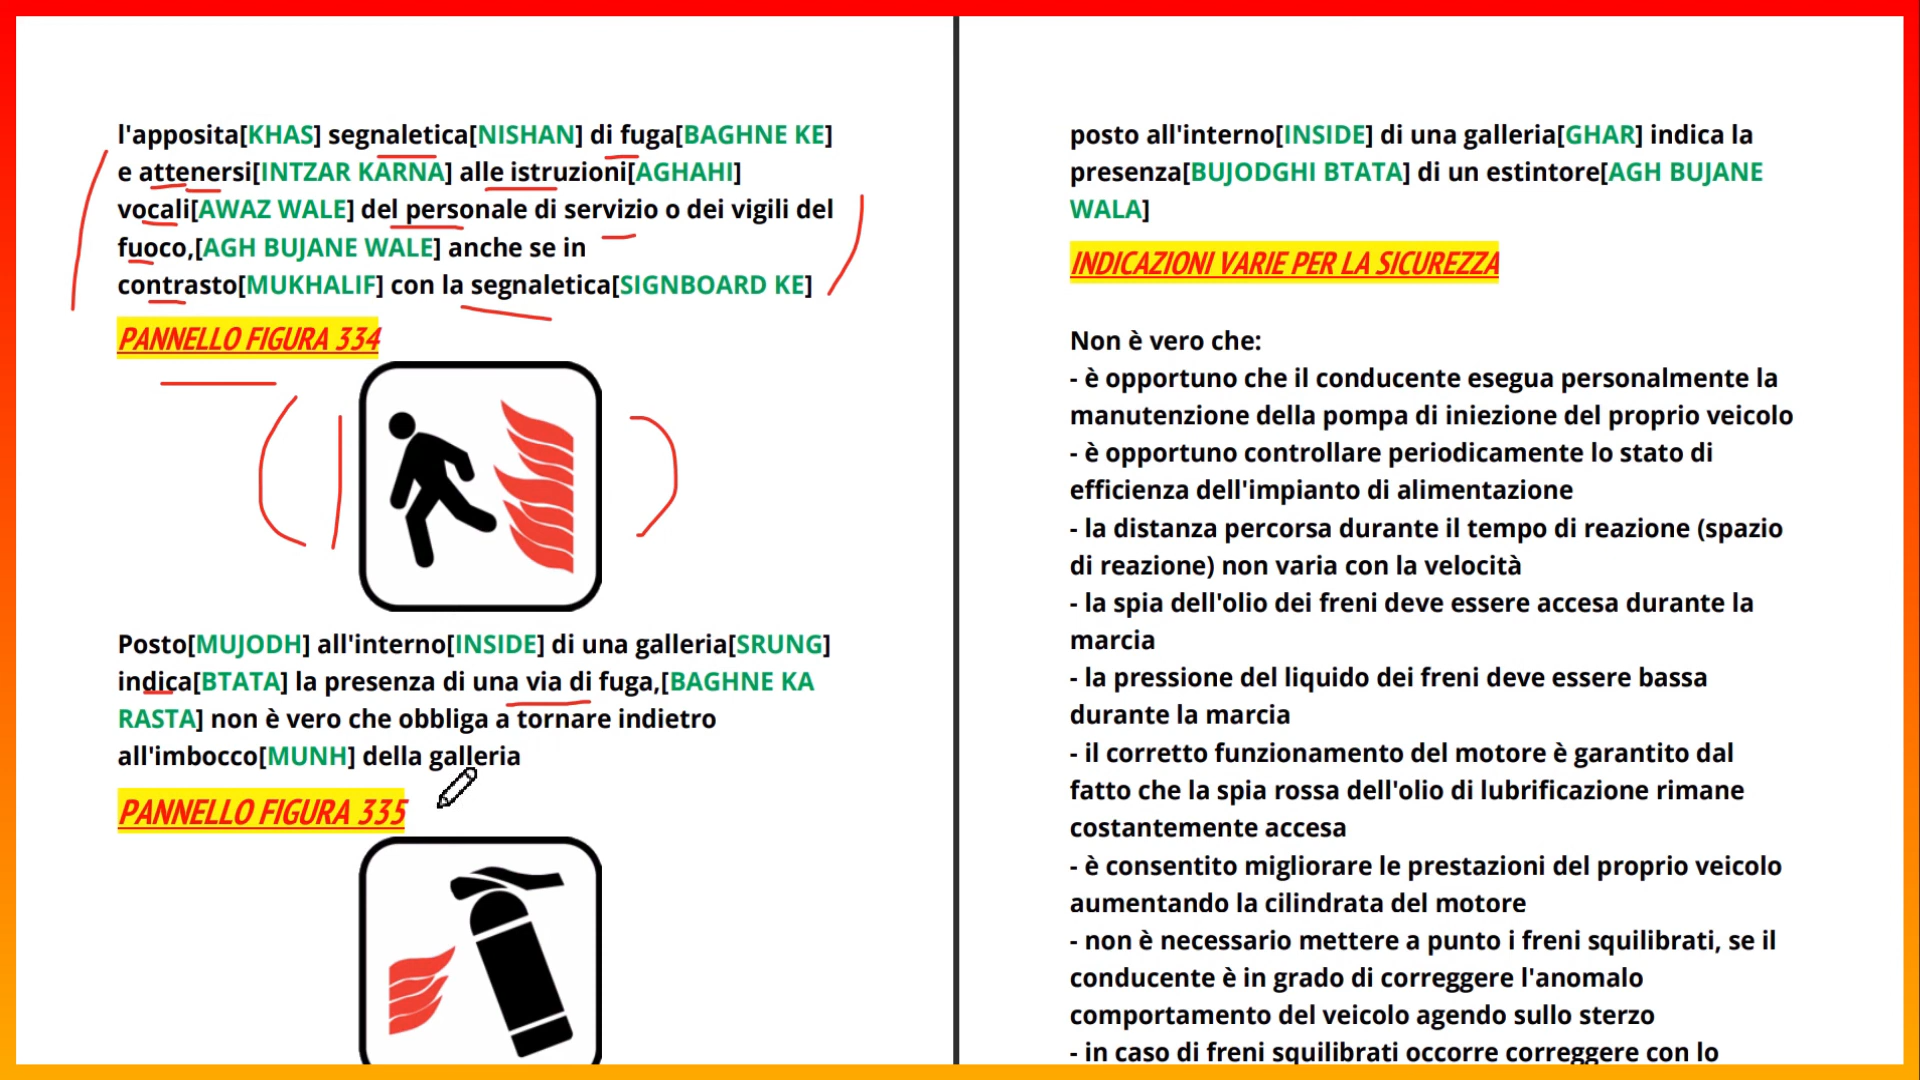 l'apposita[KHAS] segnaletica[NISHAN] di fuga[BAGHNE KE]
e attenersi[INTZAR KARNA] alle istruzioni[AGHAHI]
vocali[AWAZ WALE] del personale di servizio o dei vigili del
fuoco,[AGH BUJANE WALE] anche se in
contrasto[MUKHALIF] con la segnaletica[SIGNBOARD KE]
PANNELLO FIGURA 334
Posto[MUJODH] all'interno[INSIDE] di una galleria[SRUNG]
indica[BTATA] la presenza di una via di fuga,[BAGHNE KA
RASTA] non è vero che obbliga a tornare indietro
all'imbocco[MUNH] della galleria
PANNELLO FIGURA 335
posto all'interno[INSIDE] di una galleria[GHAR] indica la
presenza[BUJODGHI BTATA] di un estintore[AGH BUJANE
WALA]
INDICAZIONI VARIE PER LA SICUREZZA
Non è vero che:
- è opportuno che il conducente esegua personalmente la
manutenzione della pompa di iniezione del proprio veicolo
- è opportuno controllare periodicamente lo stato di
efficienza dell'impianto di alimentazione
- la distanza percorsa durante il tempo di reazione (spazio
di reazione) non varia con la velocità
- la spia dell'olio dei freni deve essere accesa durante la
marcia
- la pressione del liquido dei freni deve essere bassa
durante la marcia
- il corretto funzionamento del motore è garantito dal
fatto che la spia rossa dell'olio di lubrificazione rimane
costantemente accesa
- è consentito migliorare le prestazioni del proprio veicolo
aumentando la cilindrata del motore
- non è necessario mettere a punto i freni squilibrati, se il
conducente è in grado di correggere l'anomalo
comportamento del veicolo agendo sullo sterzo
- in caso di freni squilibrati occorre correggere con lo